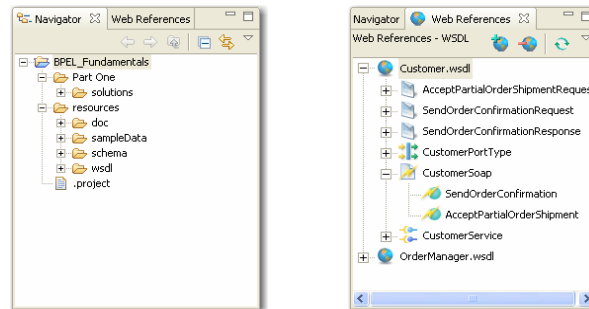 Navigator Web References
BPEL_Fundamentals
Part One
solutions
resources
doc
sampleData
schema
wsdl
.project
Navigator Web References
Web References - WSDL
Customer.wsdl
AcceptPartialOrderShipmentReques
SendOrderConfirmationRequest
SendOrderConfirmationResponse
CustomerPortType
CustomerSoap
SendOrderConfirmation
AcceptPartialOrderShipment
CustomerService
OrderManager.wsdl